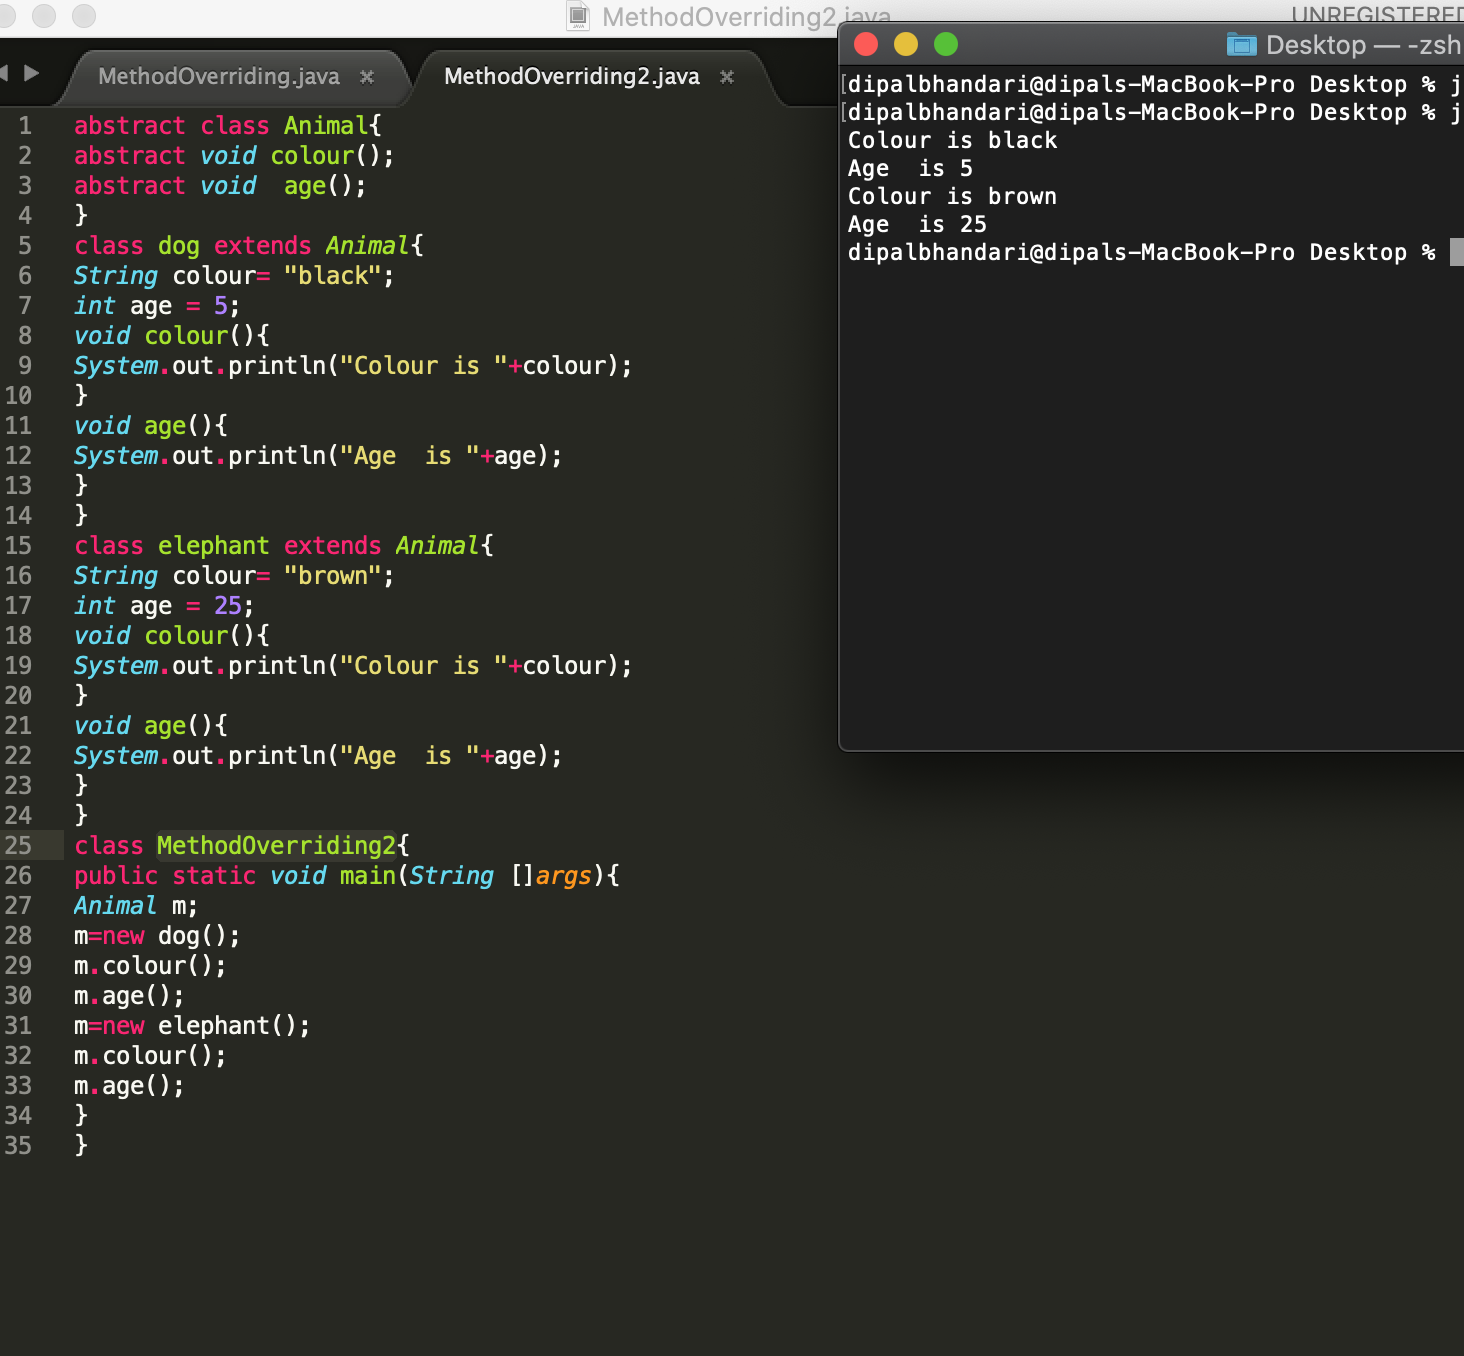 MethodOverriding2.java
UNREGISTERED
MethodOverriding.java
MethodOverriding2.java
1 abstract class Animal{
2 abstract void colour();
3 abstract void  age();
4 }
5 class dog extends Animal{
6 String colour= "black";
7 int age = 5;
8 void colour(){
9 System.out.println("Colour is "+colour);
10 }
11 void age(){
12 System.out.println("Age  is "+age);
13 }
14 }
15 class elephant extends Animal{
16 String colour= "brown";
17 int age = 25;
18 void colour(){
19 System.out.println("Colour is "+colour);
20 }
21 void age(){
22 System.out.println("Age  is "+age);
23 }
24 }
25 class MethodOverriding2{
26 public static void main(String []args){
27 Animal m;
28 m=new dog();
29 m.colour();
30 m.age();
31 m=new elephant();
32 m.colour();
33 m.age();
34 }
35 }
Desktop — -zsh
[dipalbhandari@dipals-MacBook-Pro Desktop % j
[dipalbhandari@dipals-MacBook-Pro Desktop % j
Colour is black
Age  is 5
Colour is brown
Age  is 25
dipalbhandari@dipals-MacBook-Pro Desktop %